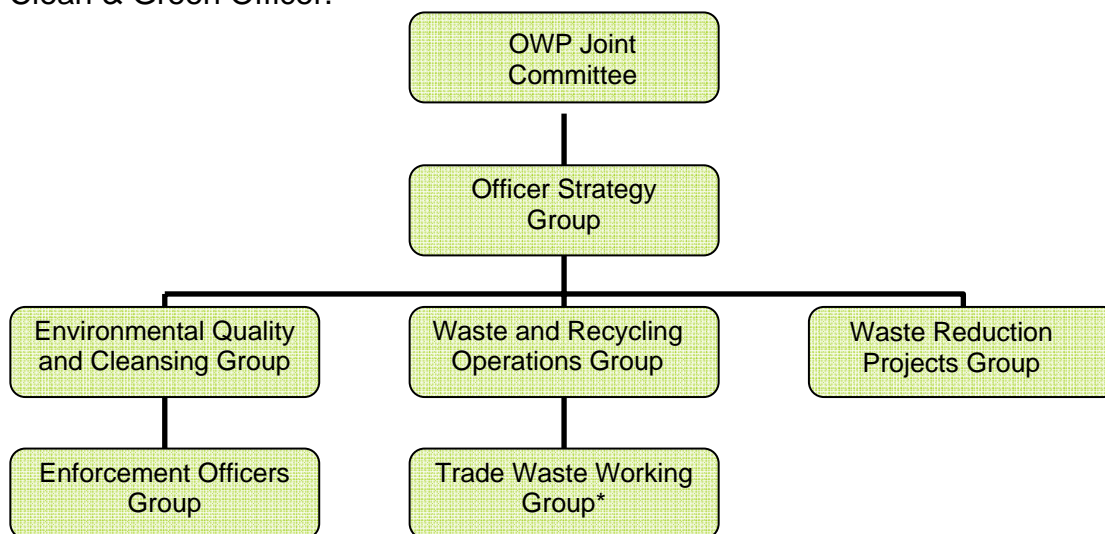 Clean & Green Officer.
OWP Joint
Committee
Officer Strategy
Group
Environmental Quality
and Cleansing Group
Waste and Recycling
Operations Group
Waste Reduction
Projects Group
Enforcement Officers
Group
Trade Waste Working
Group*